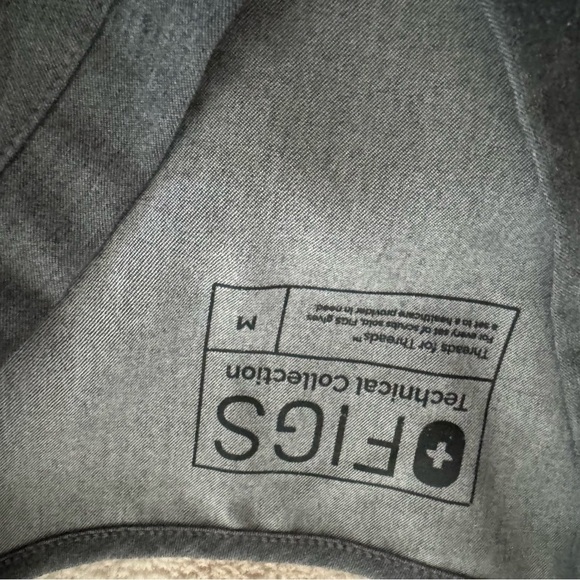 FIGS
Technical Collection
Threads for Threads™
For every set of scrubs sold, FIGS gives
a set to a healthcare provider in need.
M